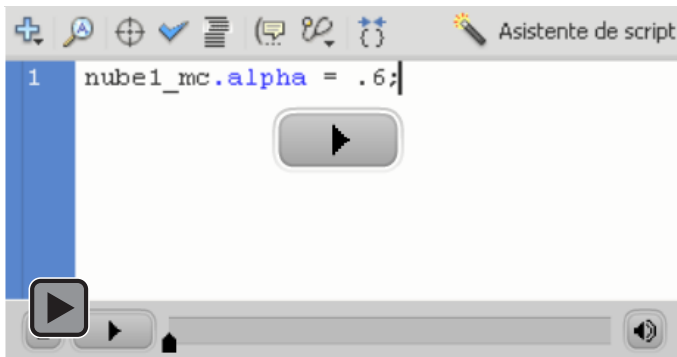 Asistente de script
1 nube1_mc.alpha = .6;